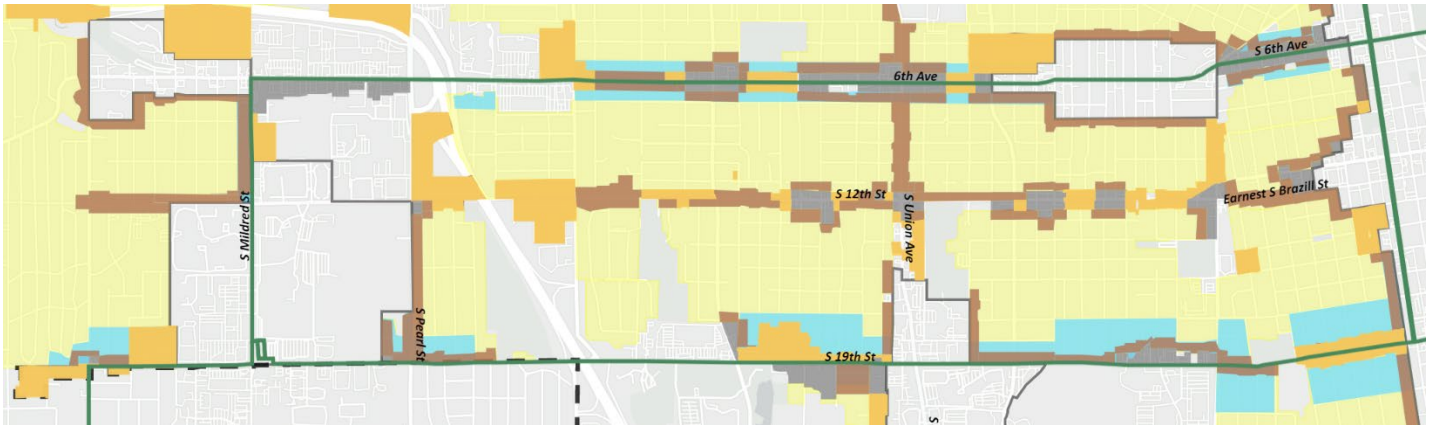 S 6th Ave
6th Ave
S 12th St
Earnest S Brazill St
S Mildred St
S Union Ave
S Pearl St
S 19th St
S